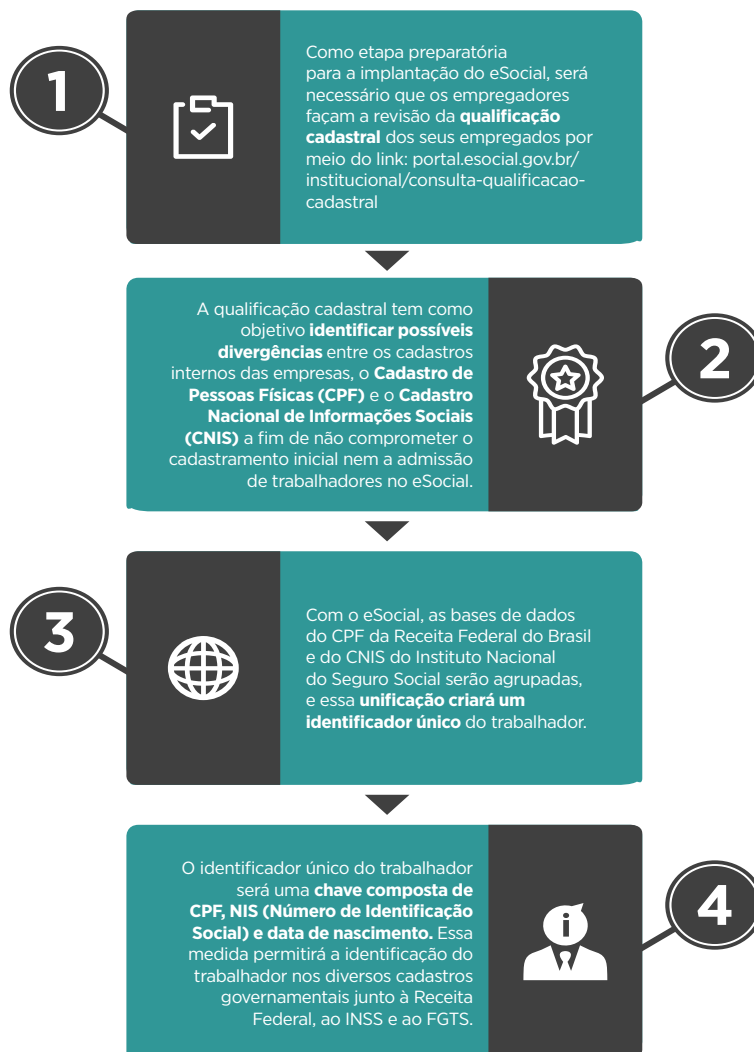 1
Como etapa preparatória
para a implantação do eSocial, será
necessário que os empregadores
façam a revisão da qualificação
cadastral dos seus empregados por
meio do link: portal.esocial.gov.br/
institucional/consulta-qualificacao-
cadastral
A qualificação cadastral tem como
objetivo identificar possíveis
divergências entre os cadastros
internos das empresas, o Cadastro de
Pessoas Físicas (CPF) e o Cadastro
Nacional de Informações Sociais
(CNIS) a fim de não comprometer o
cadastramento inicial nem a admissão
de trabalhadores no eSocial.
2
3
Com o eSocial, as bases de dados
do CPF da Receita Federal do Brasil
e do CNIS do Instituto Nacional
do Seguro Social serão agrupadas,
e essa unificação criará um
identificador único do trabalhador.
O identificador único do trabalhador
será uma chave composta de
CPF, NIS (Número de Identificação
Social) e data de nascimento. Essa
medida permitirá a identificação do
trabalhador nos diversos cadastros
governamentais junto à Receita
Federal, ao INSS e ao FGTS.
i
4